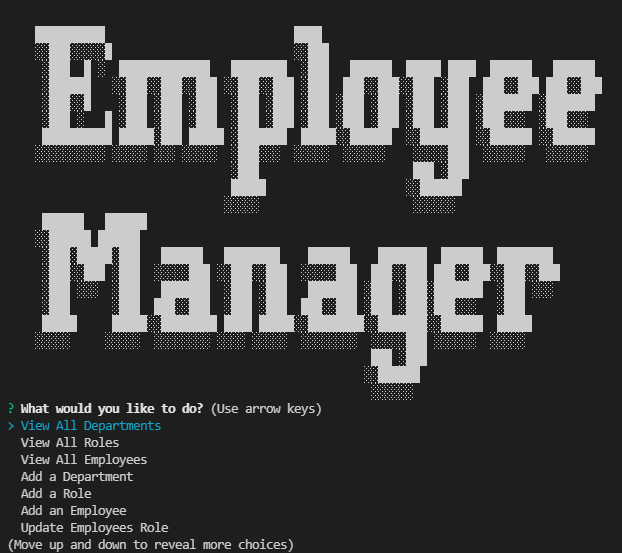 Employee
Manager
? What would you like to do? (Use arrow keys)
> View All Departments
View All Roles
View All Employees
Add a Department
Add a Role
Add an Employee
Update Employees Role
(Move up and down to reveal more choices)